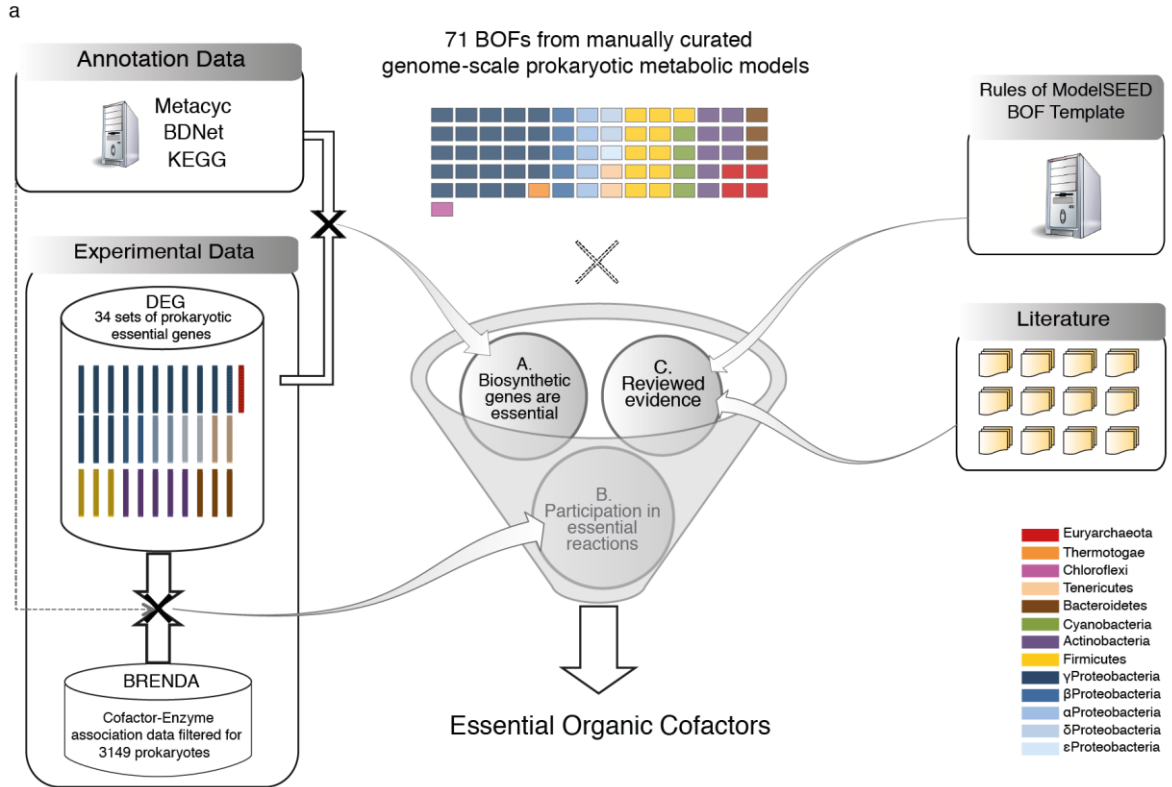 a
Annotation Data
Metacyc
BDNet
KEGG
71 BOFs from manually curated
genome-scale prokaryotic metabolic models
Rules of ModelSEED
BOF Template
Experimental Data
DEG
34 sets of prokaryotic
essential genes
A.
Biosynthetic
genes are
essential
C.
Reviewed
evidence
B.
Participation in
essential
reactions
Literature
BRENDA
Cofactor-Enzyme
association data filtered for
3149 prokaryotes
Essential Organic Cofactors
Euryarchaeota
Thermotogae
Chloroflexi
Tenericutes
Bacteroidetes
Cyanobacteria
Actinobacteria
Firmicutes
γProteobacteria
βProteobacteria
αProteobacteria
δProteobacteria
εProteobacteria